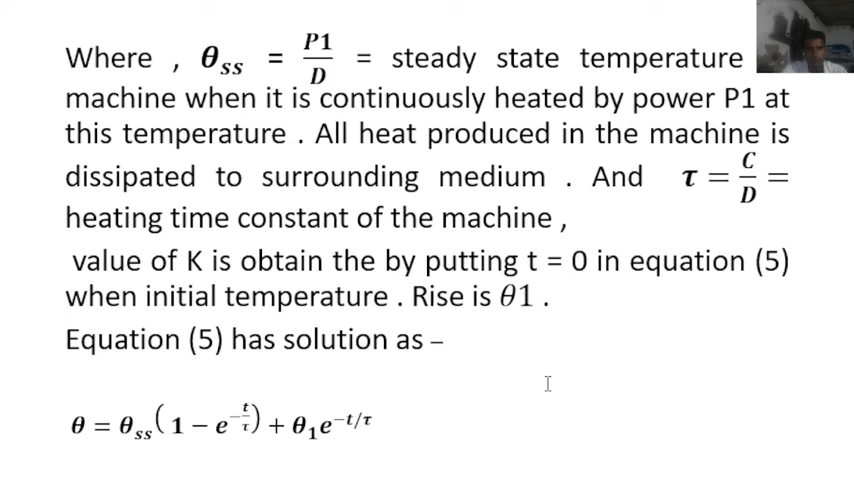 Where , θss = P1/D = steady state temperature
machine when it is continuously heated by power P1 at
this temperature . All heat produced in the machine is
dissipated to surrounding medium . And τ = C/D =
heating time constant of the machine ,
value of K is obtain the by putting t = 0 in equation (5)
when initial temperature . Rise is θ1 .
Equation (5) has solution as –
θ = θss(1 − e^−t/τ) + θ1e^−t/τ